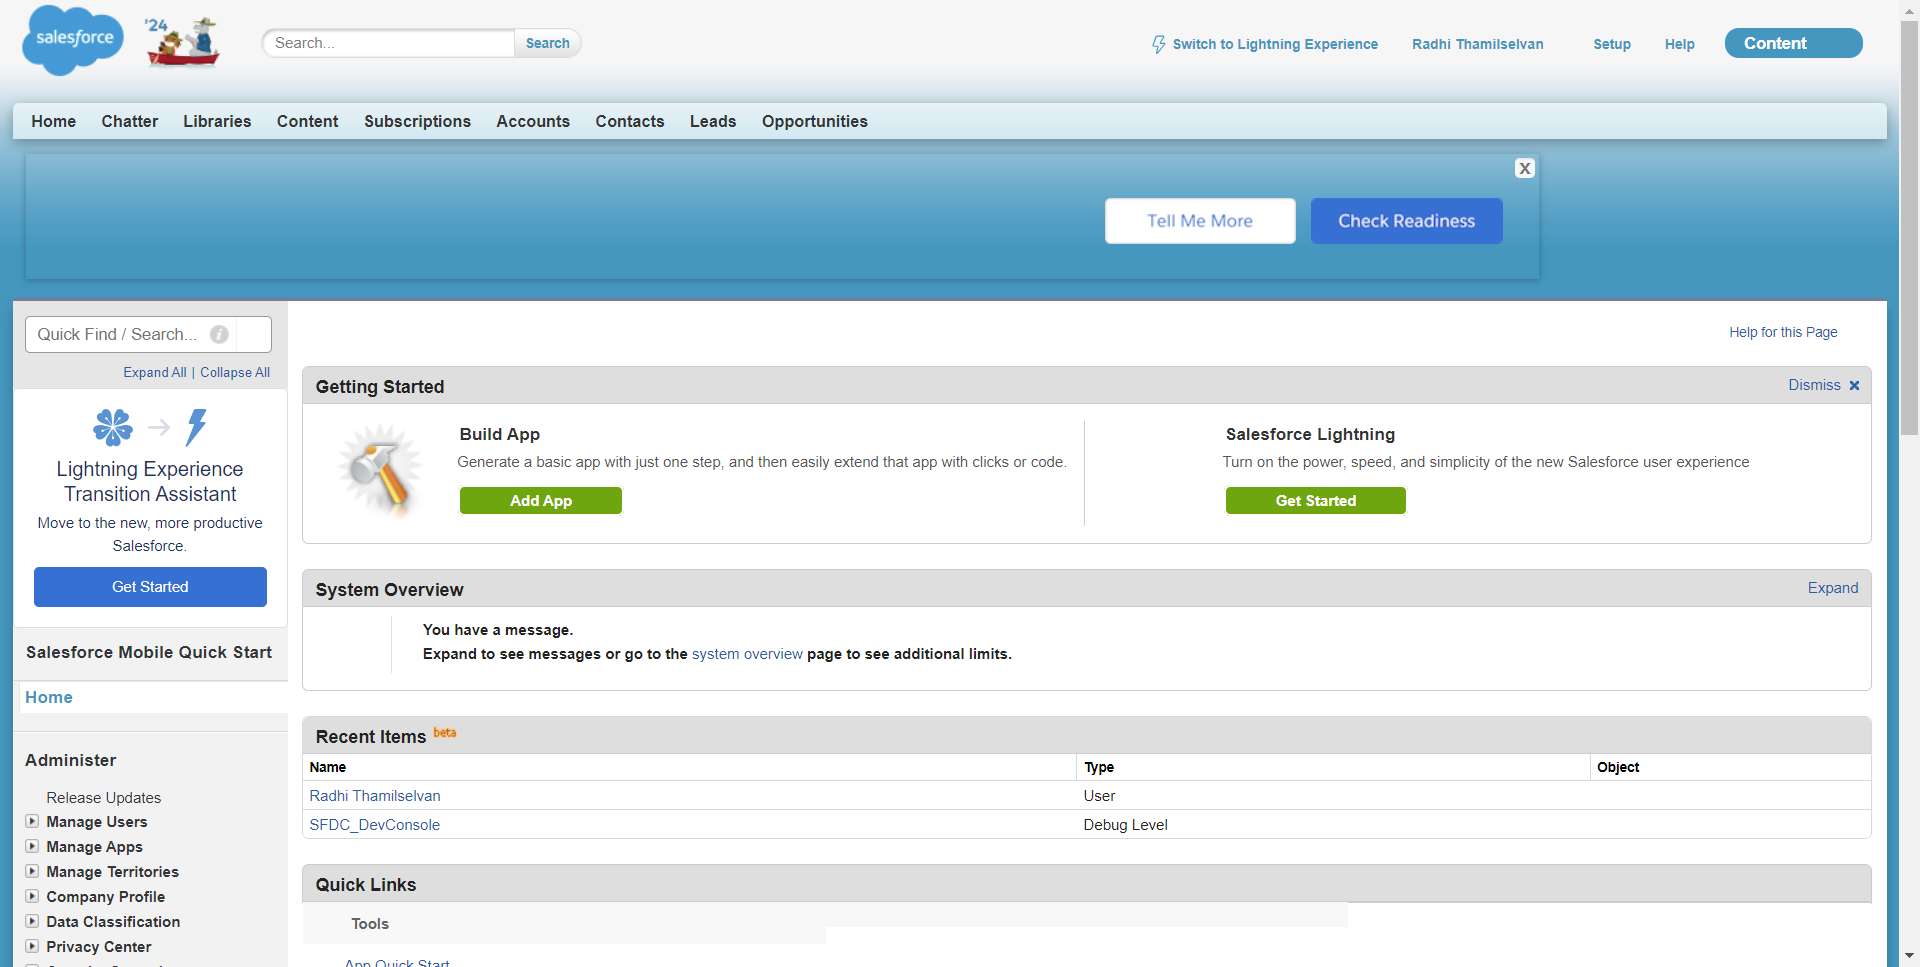 salesforce
'24
Search...
Search
Switch to Lightning Experience
Radhi Thamilselvan
Setup
Help
Content
Home
Chatter
Libraries
Content
Subscriptions
Accounts
Contacts
Leads
Opportunities
X
Tell Me More
Check Readiness
Quick Find / Search...
i
Expand All | Collapse All
Lightning Experience
Transition Assistant
Move to the new, more productive
Salesforce.
Get Started
Salesforce Mobile Quick Start
Home
Administer
Release Updates
Manage Users
Manage Apps
Manage Territories
Company Profile
Data Classification
Privacy Center
Help for this Page
Getting Started
Dismiss
Build App
Generate a basic app with just one step, and then easily extend that app with clicks or code.
Add App
Salesforce Lightning
Turn on the power, speed, and simplicity of the new Salesforce user experience
Get Started
System Overview
Expand
You have a message.
Expand to see messages or go to the system overview page to see additional limits.
Recent Items beta
Name Type Object
Radhi Thamilselvan User
SFDC_DevConsole Debug Level
Quick Links
Tools
App Quick Start